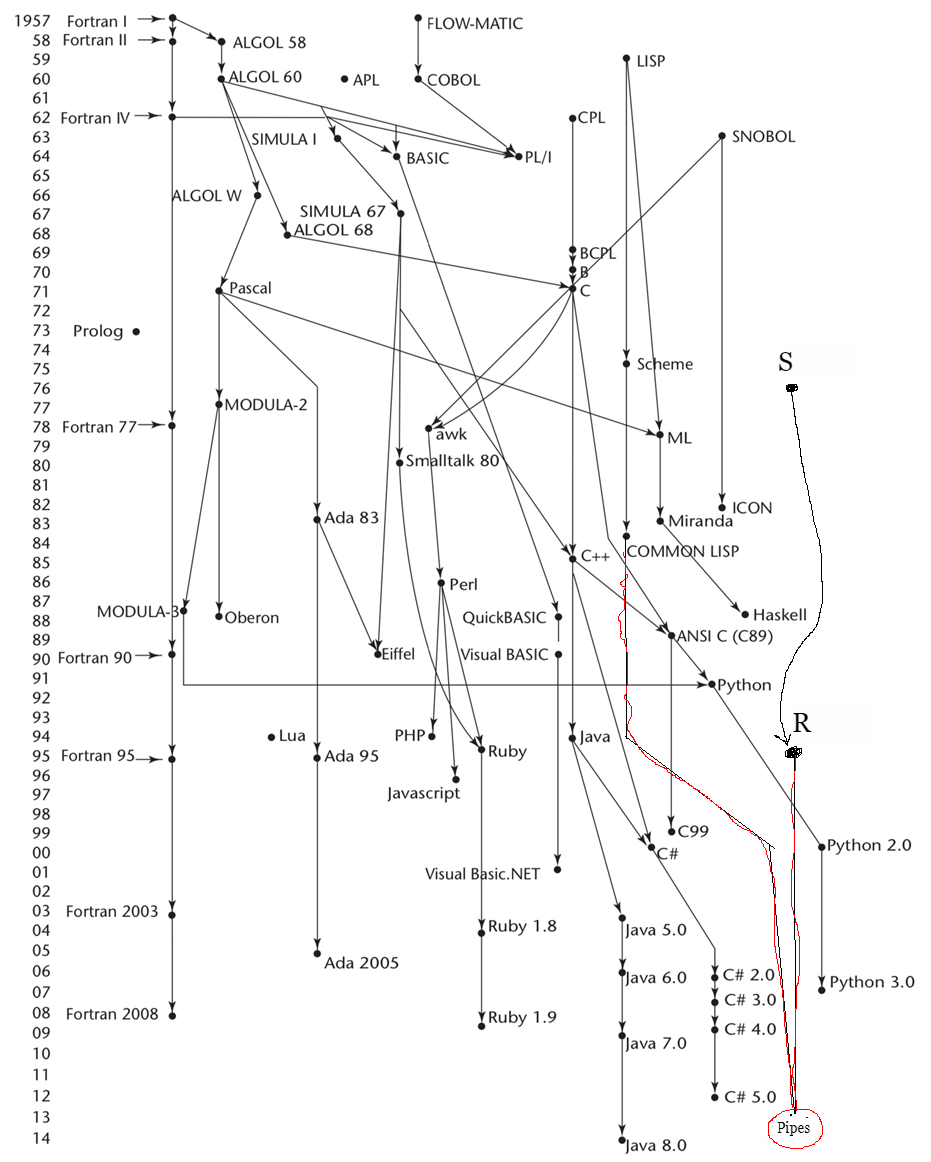 1957 Fortran I FLOW-MATIC
58 Fortran II ALGOL 58
59 LISP
60 ALGOL 60 APL COBOL
61
62 Fortran IV CPL
63 SIMULA I SNOBOL
64 BASIC PL/I
65
66 ALGOL W
67 SIMULA 67
68 ALGOL 68
69 BCPL
70 B
71 Pascal C
72
73 Prolog
74
75 Scheme S
76
77 MODULA-2
78 Fortran 77 awk ML
79
80 Smalltalk 80
81
82 ICON
83 Ada 83 Miranda
84 COMMON LISP
85 C++
86 Perl
87 MODULA-3 Haskell
88 Oberon QuickBASIC
89 ANSI C (C89)
90 Fortran 90 Eiffel Visual BASIC
91 Python
92
93 R
94 Lua PHP Java
95 Fortran 95 Ada 95 Ruby
96
97 Javascript
98
99 C99
00 C# Python 2.0
01 Visual Basic.NET
02
03 Fortran 2003
04 Ruby 1.8 Java 5.0
05 Ada 2005
06 Java 6.0 C# 2.0
07 C# 3.0 Python 3.0
08 Fortran 2008 Ruby 1.9 C# 4.0
09 Java 7.0
10
11
12 C# 5.0
13 Pipes
14 Java 8.0